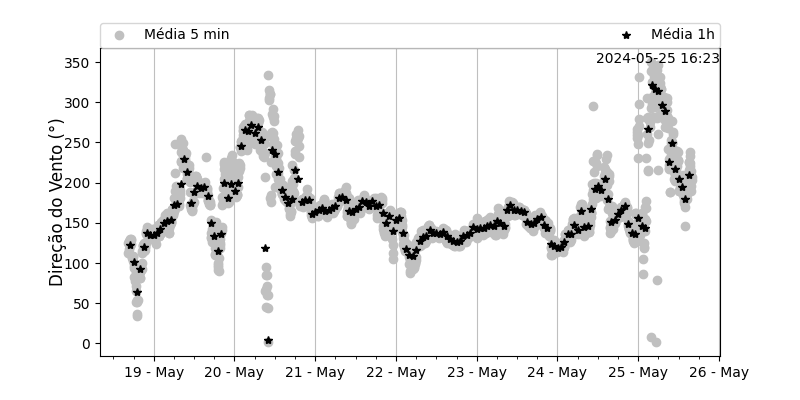 Média 5 min
Média 1h
2024-05-25 16:23
Direção do Vento (°)
350
300
250
200
150
100
50
0
19 - May 20 - May 21 - May 22 - May 23 - May 24 - May 25 - May 26 - May